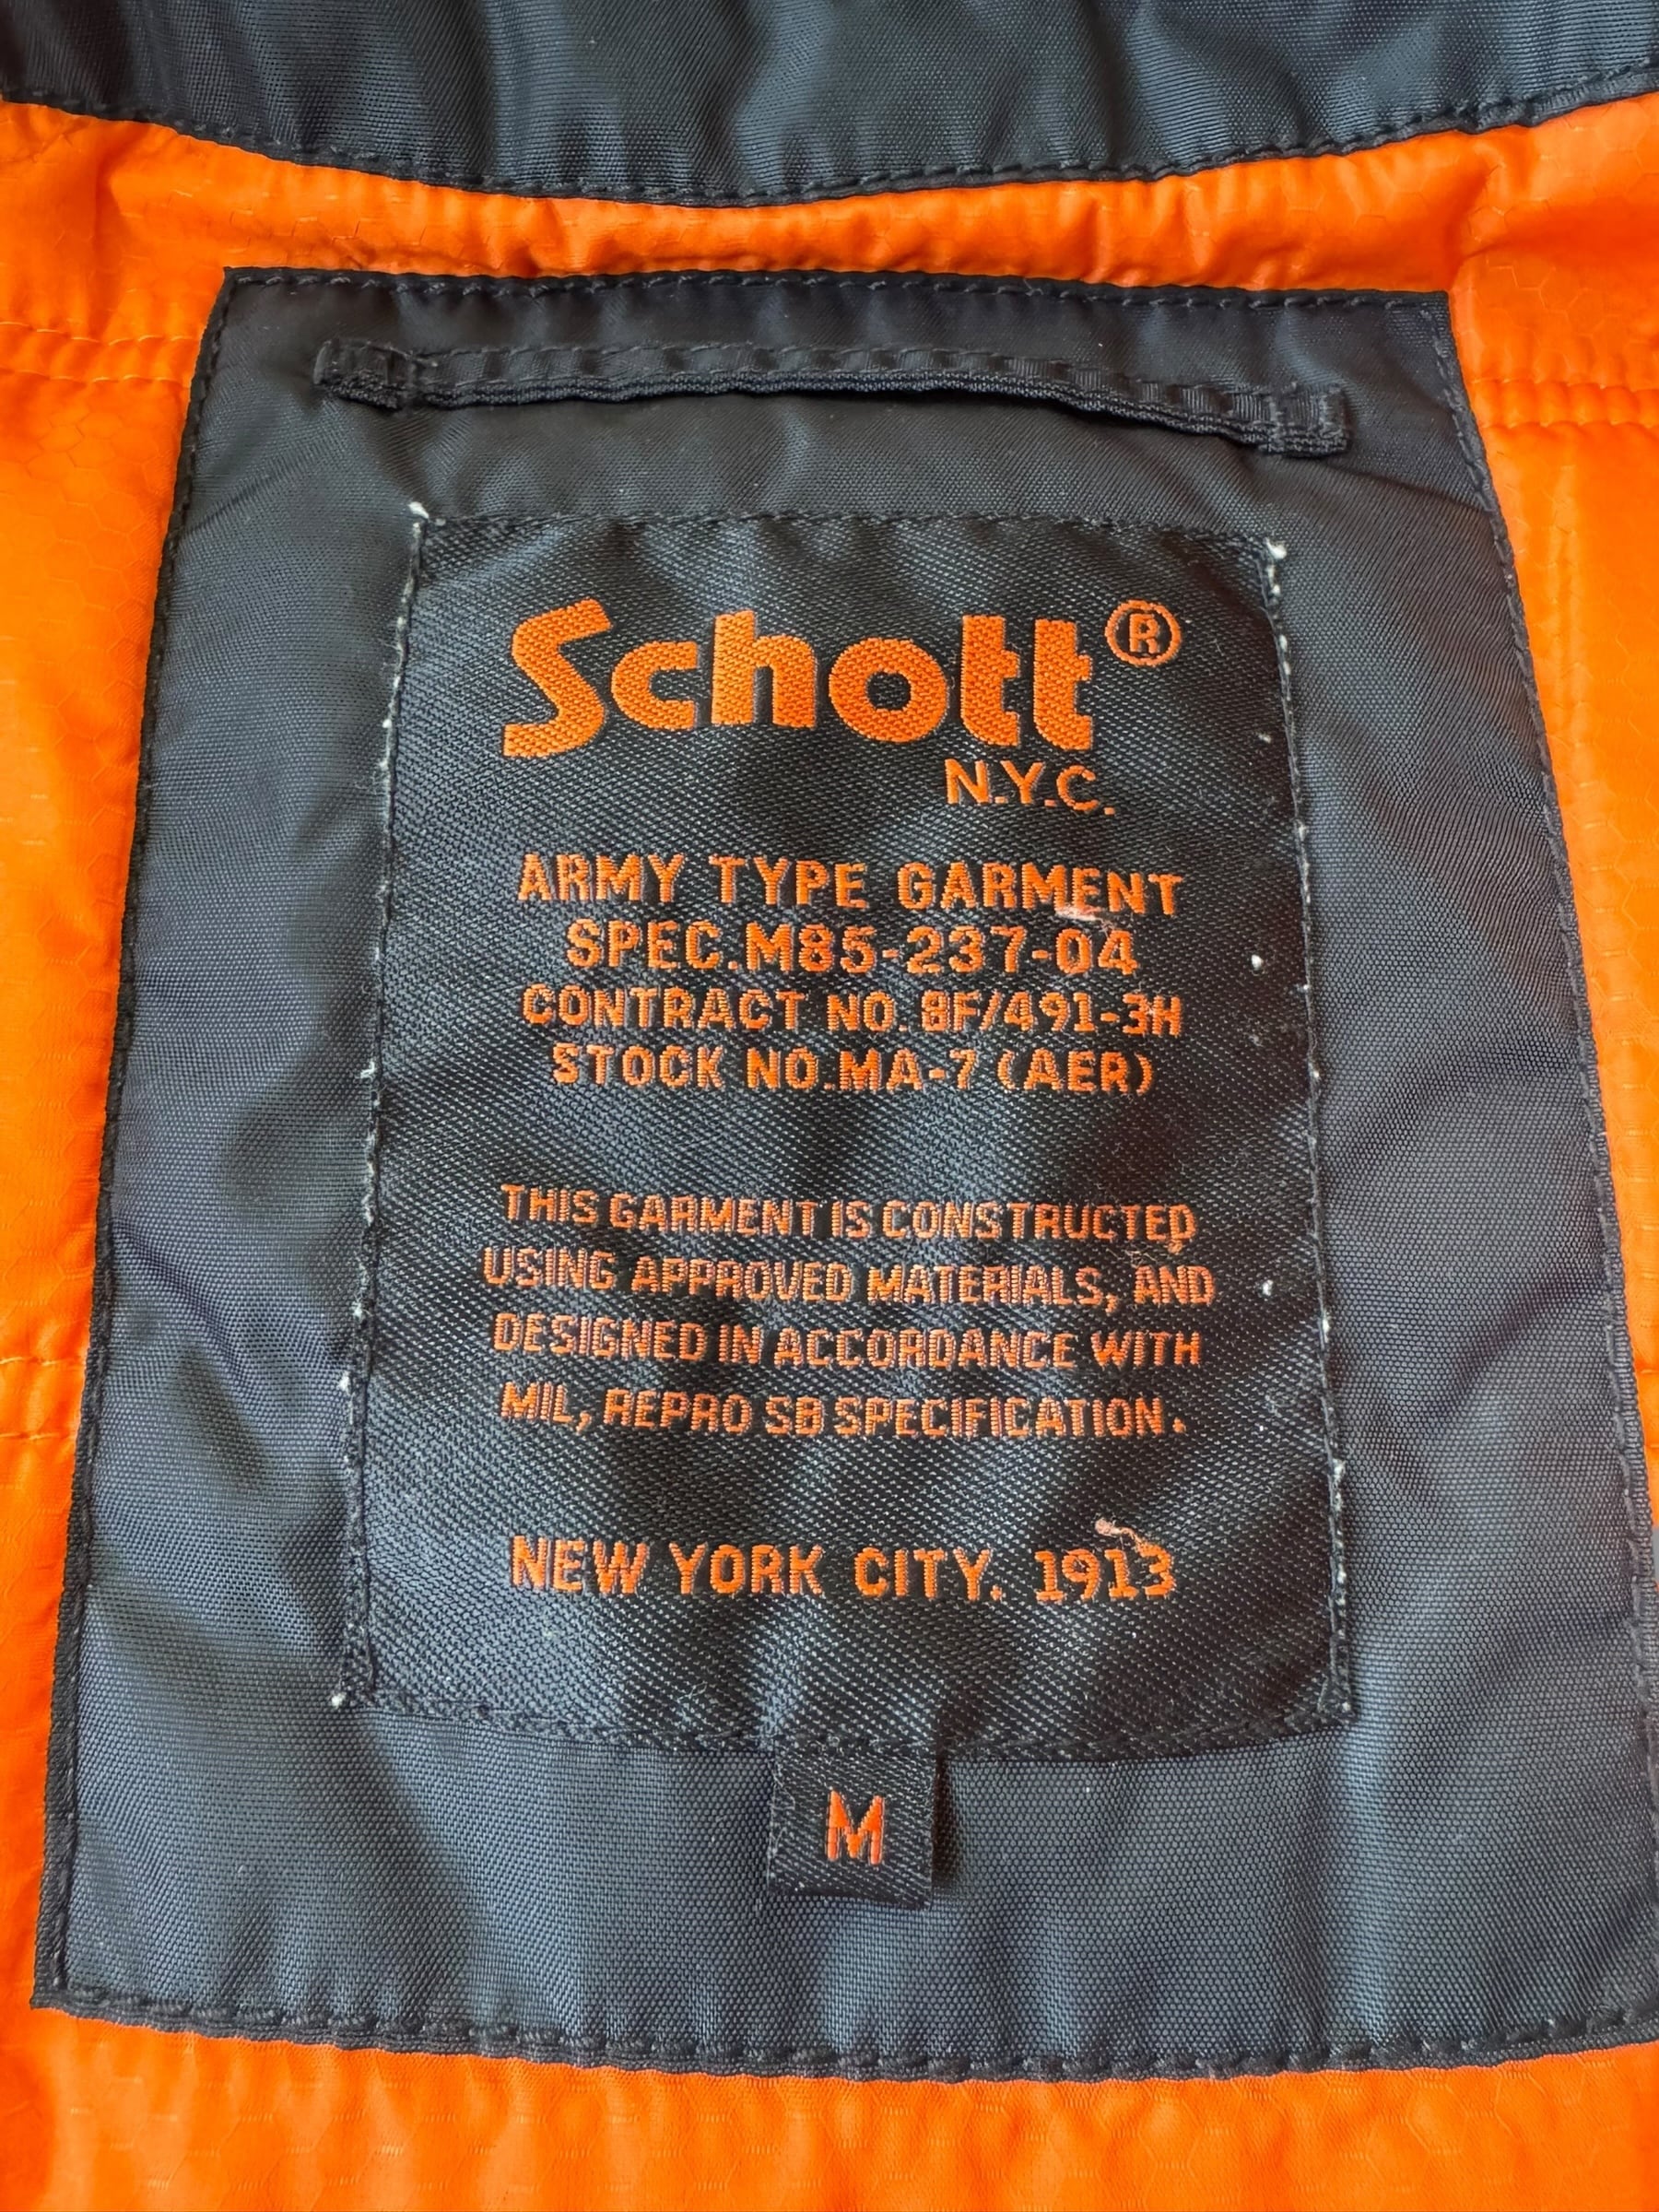 Schott®
N.Y.C.
ARMY TYPE GARMENT
SPEC.M85-237-04
CONTRACT NO. 8F/491-3H
STOCK NO.MA-7 (AER)
THIS GARMENT IS CONSTRUCTED
USING APPROVED MATERIALS, AND
DESIGNED IN ACCORDANCE WITH
MIL, REPRO SB SPECIFICATION.
NEW YORK CITY. 1913
M